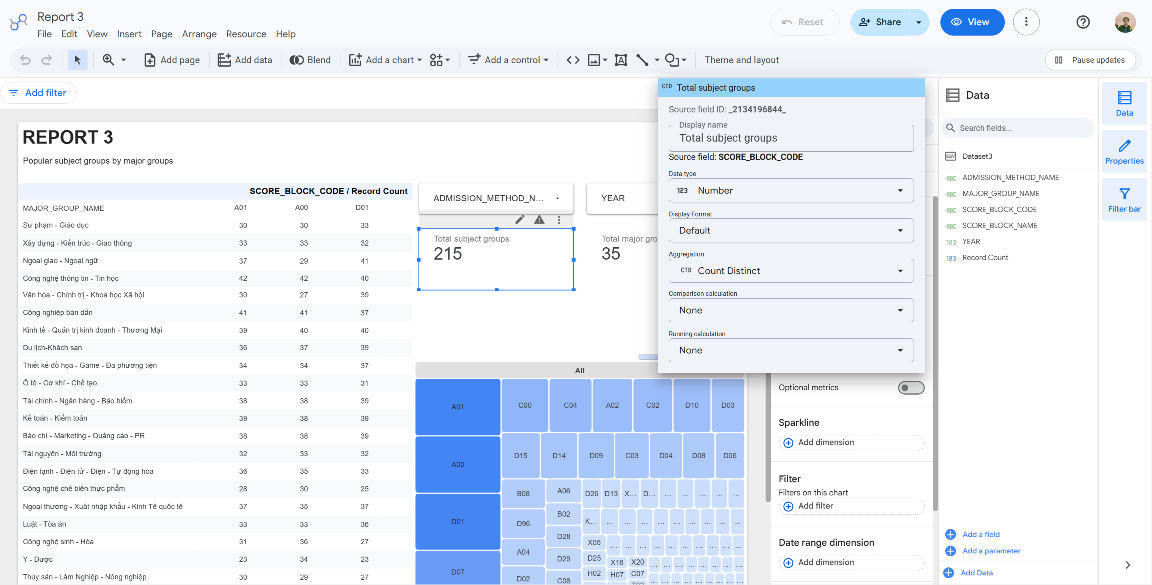 Report 3
File Edit View Insert Page Arrange Resource Help
Reset
Share
View
Add page
Add data
Blend
Add a chart
Add a control
Theme and layout
Pause updates
Add filter
REPORT 3
Popular subject groups by major groups
SCORE_BLOCK_CODE / Record Count
MAJOR_GROUP_NAME A01 A00 D01
Sư phạm - Giáo dục 30 30 33
Xây dựng - Kiến trúc - Giao thông 33 33 32
Ngoại giao - Ngoại ngữ 37 29 41
Công nghệ thông tin - Tin học 42 42 40
Văn hóa - Chính trị - Khoa học Xã hội 30 27 39
Công nghiệp bán dẫn 41 41 37
Kinh tế - Quản trị kinh doanh - Thương Mại 39 40 40
Du lịch-Khách sạn 36 37 39
Thiết kế đồ họa - Game - Đa phương tiện 34 34 37
Ô tô - Cơ khí - Chế tạo 33 33 31
Tài chính - Ngân hàng - Bảo hiểm 38 38 39
Kế toán - Kiểm toán 39 38 39
Báo chí - Marketing - Quảng cáo - PR 38 38 39
Tài nguyên - Môi trường 32 33 32
Điện lạnh - Điện tử - Điện - Tự động hóa 36 35 33
Công nghệ chế biến thực phẩm 28 30 25
Ngoại thương - Xuất nhập khẩu - Kinh Tế quốc tế 37 35 37
Luật - Tòa án 33 33 36
Công nghệ sinh - Hóa 31 36 27
Y - Dược 23 34 23
Thủy sản - Lâm Nghiệp - Nông nghiệp 30 29 27
ADMISSION_METHOD_N...
YEAR
Total subject groups
215
Total major gro
35
All
A01
A00
D01
D07
C00 C04 A02 C02 D10 D03
D15 D14 D09 C03 D04 D08 D06
B08 A06 D26 D13 X... D... ... ... ... ... ...
D96 B02 K... ... ... ... ... ... ... ... ...
D28 X05
A04 D29 D25 X16 X20
D02 C08 H02 H07 C07
CTD Total subject groups
Source field ID: _2134196844_
Display name
Total subject groups
Source field: SCORE_BLOCK_CODE
Data type
123 Number
Display Format
Default
Aggregation
CTD Count Distinct
Comparison calculation
None
Running calculation
None
Optional metrics
Sparkline
Add dimension
Filter
Filters on this chart
Add filter
Date range dimension
Add dimension
Data
Search fields...
Dataset3
ABC ADMISSION_METHOD_NAME
ABC MAJOR_GROUP_NAME
ABC SCORE_BLOCK_CODE
ABC SCORE_BLOCK_NAME
123 YEAR
123 Record Count
Add a field
Add a parameter
Add Data
Data
Properties
Filter bar